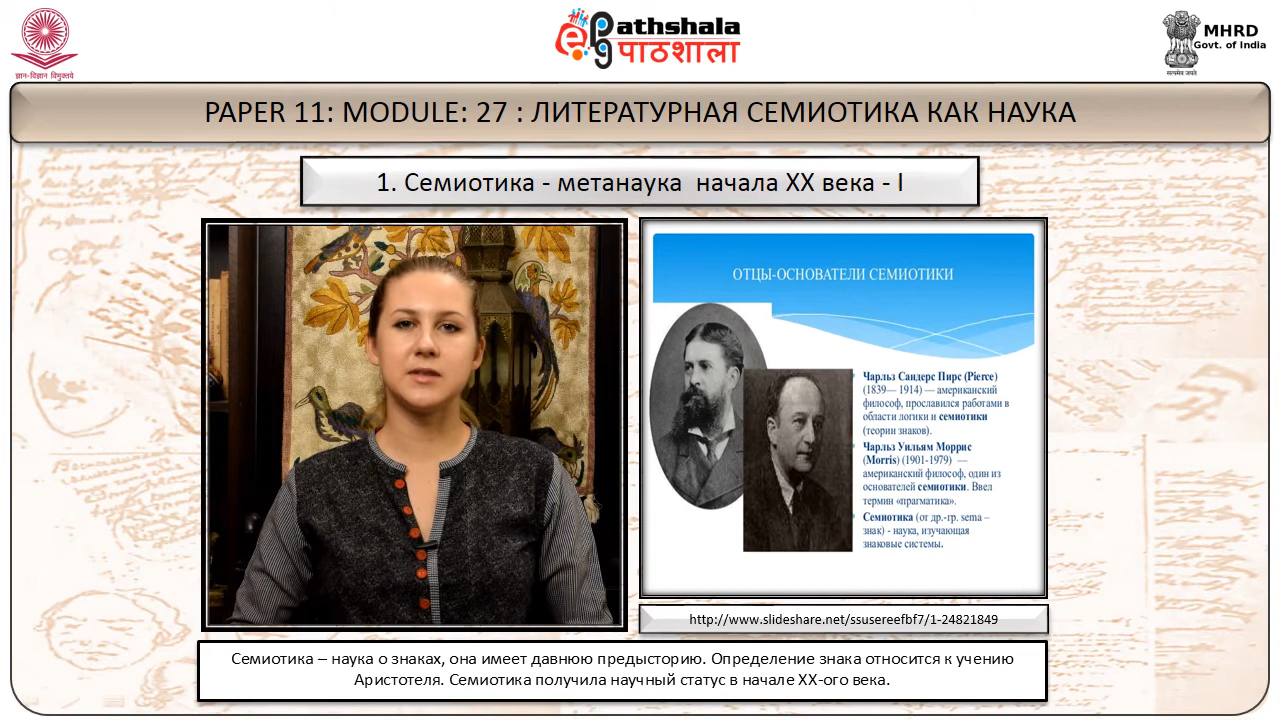 ज्ञान-विज्ञान विमुक्तये
ePathshala
पाठशाला
MHRD
Govt. of India
सत्यमेव जयते
PAPER 11: MODULE: 27 : ЛИТЕРАТУРНАЯ СЕМИОТИКА КАК НАУКА
1. Семиотика - метанаука начала XX века - I
ОТЦЫ-ОСНОВАТЕЛИ СЕМИОТИКИ
Чарльз Сандерс Пирс (Pierce)
(1839— 1914) — американский
философ, прославился работами в
области логики и семиотики
(теории знаков).
Чарльз Уильям Моррис
(Morris) (1901-1979) —
американский философ, один из
основателей семиотики. Ввел
термин «прагматика».
Семиотика (от др.-гр. sema –
знак) - наука, изучающая
знаковые системы.
http://www.slideshare.net/ssusereefbf7/1-24821849
Семиотика – наука о знаках, она имеет давнюю предысторию. Определение знака относится к учению
Аристотеля. Семиотика получила научный статус в начале XX-ого века.